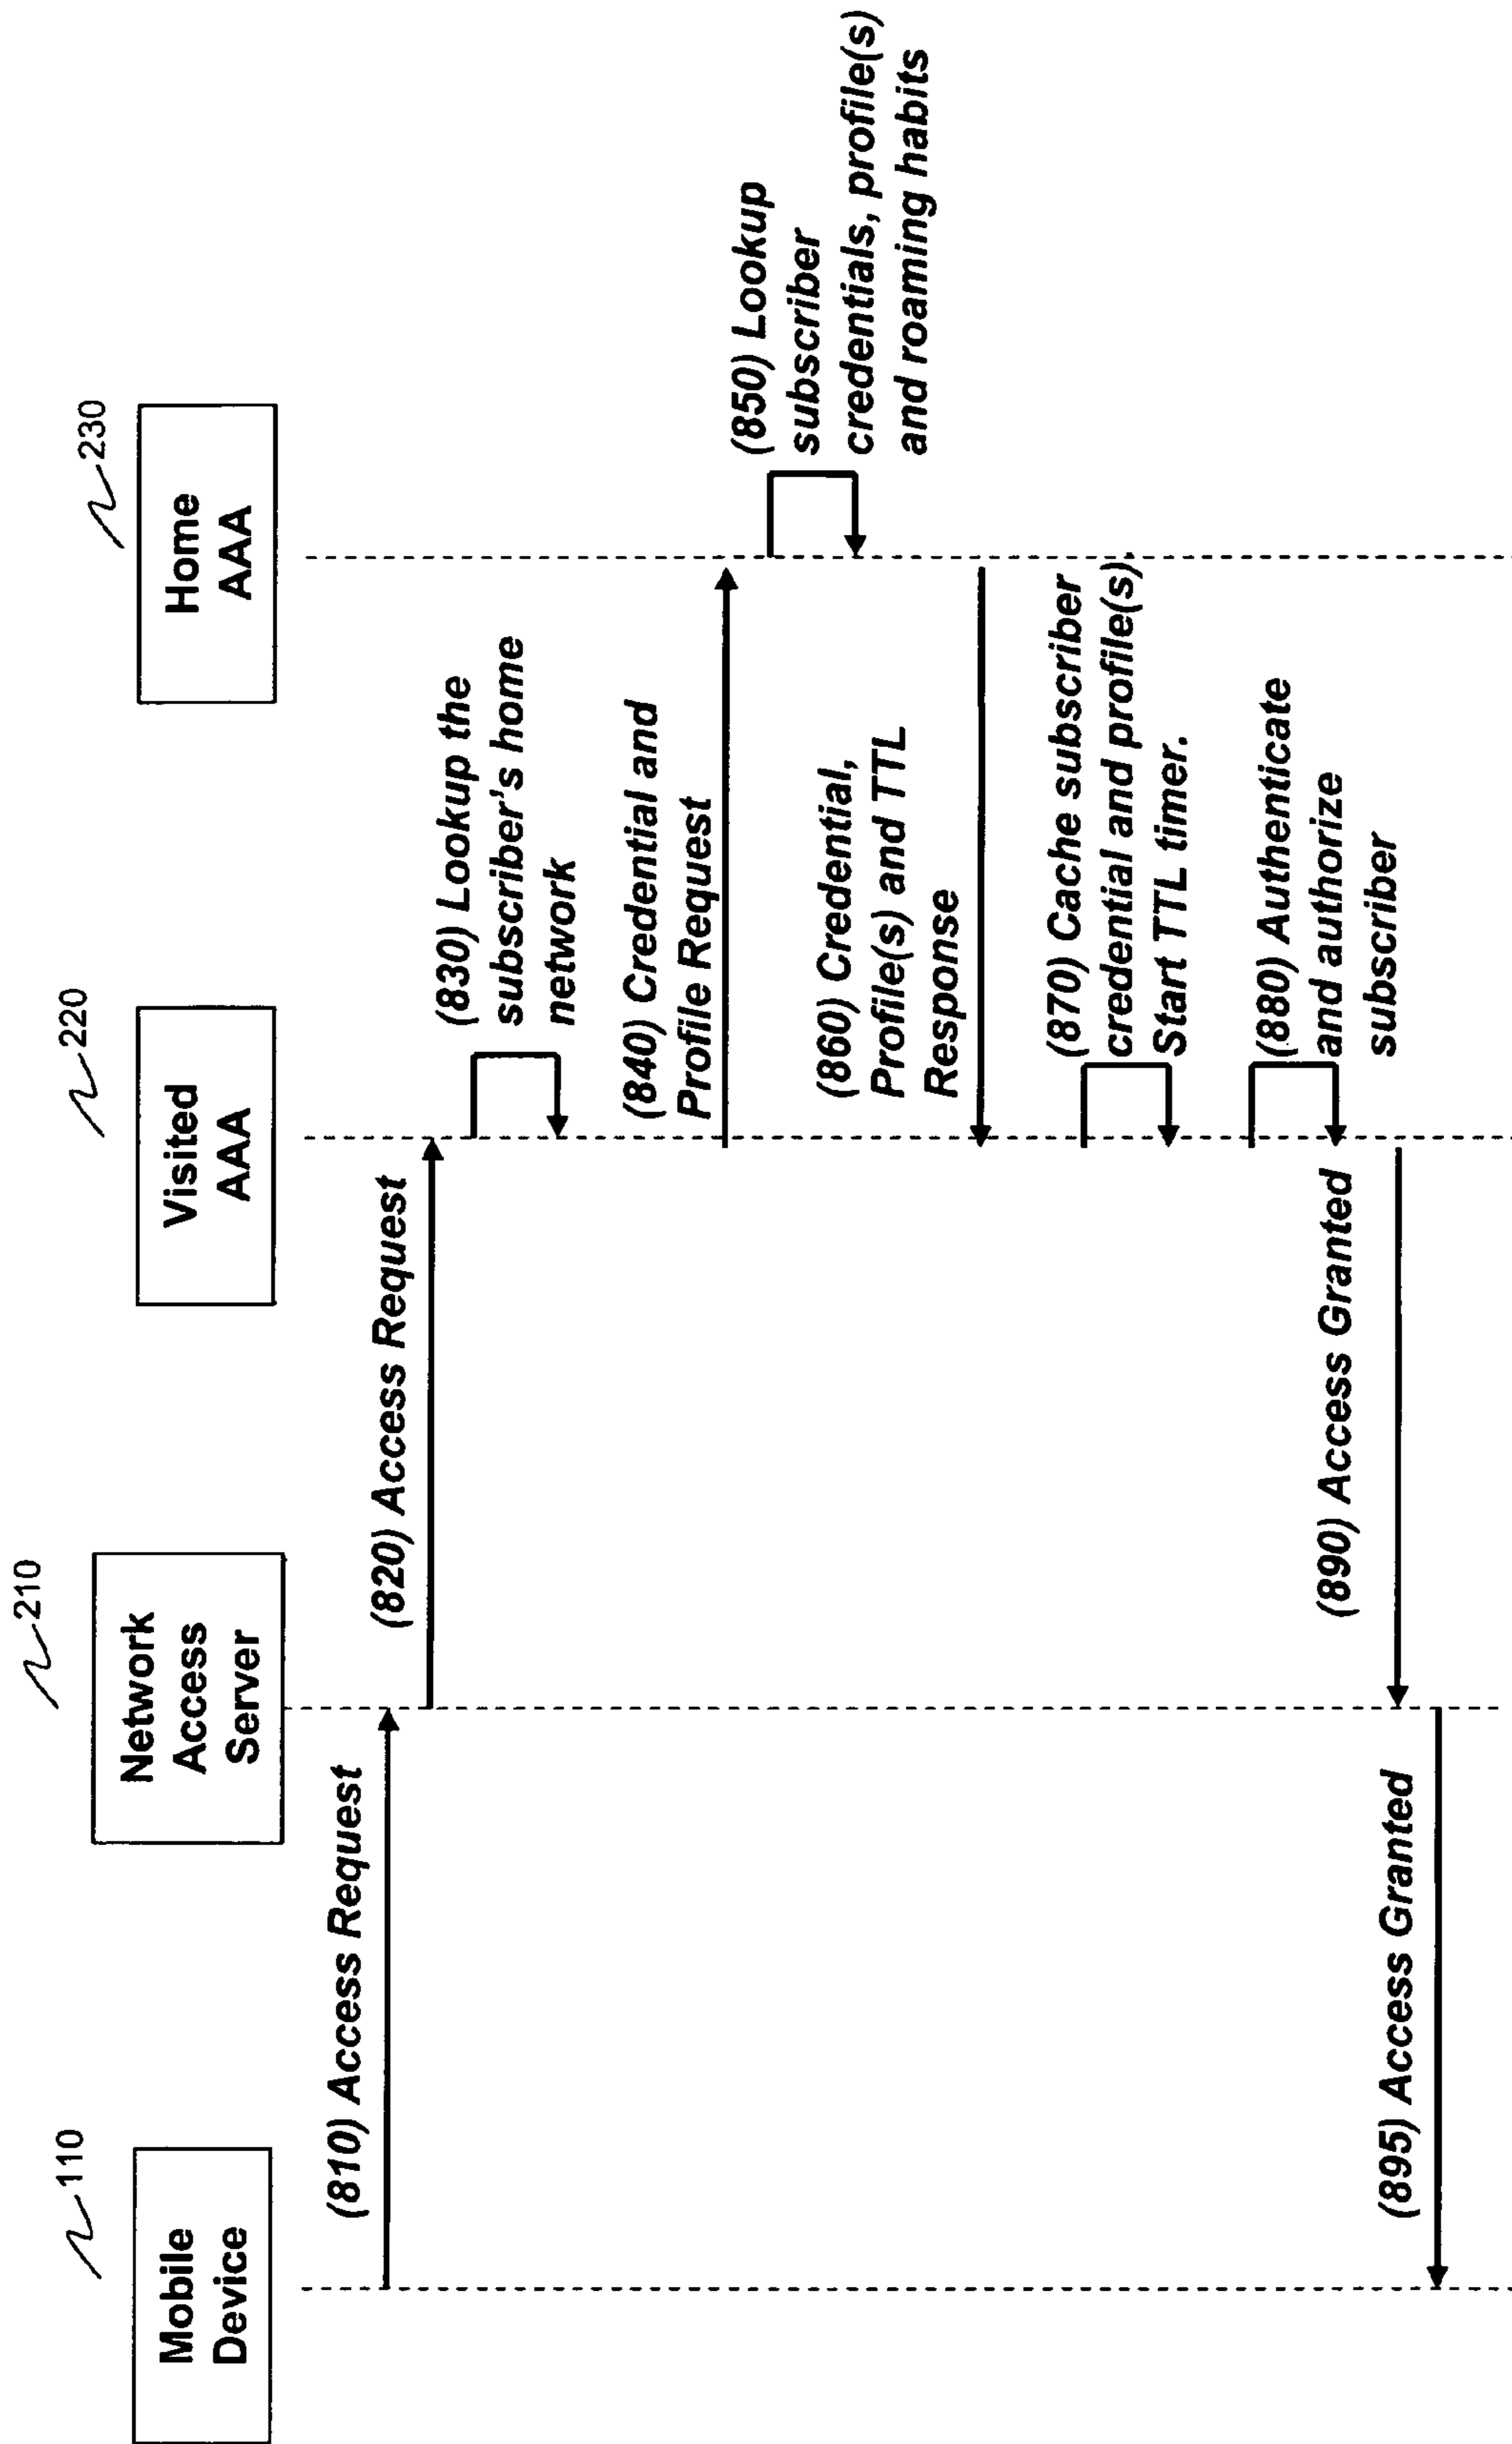 110
Mobile
Device
210
Network
Access
Server
220
Visited
AAA
230
Home
AAA
(810) Access Request
(820) Access Request
(830) Lookup the
subscriber's home
network
(840) Credential and
Profile Request
(850) Lookup
subscriber
credentials, profile(s)
and roaming habits
(860) Credential,
Profile(s) and TTL
Response
(870) Cache subscriber
credential and profile(s).
Start TTL timer.
(880) Authenticate
and authorize
subscriber
(890) Access Granted
(895) Access Granted